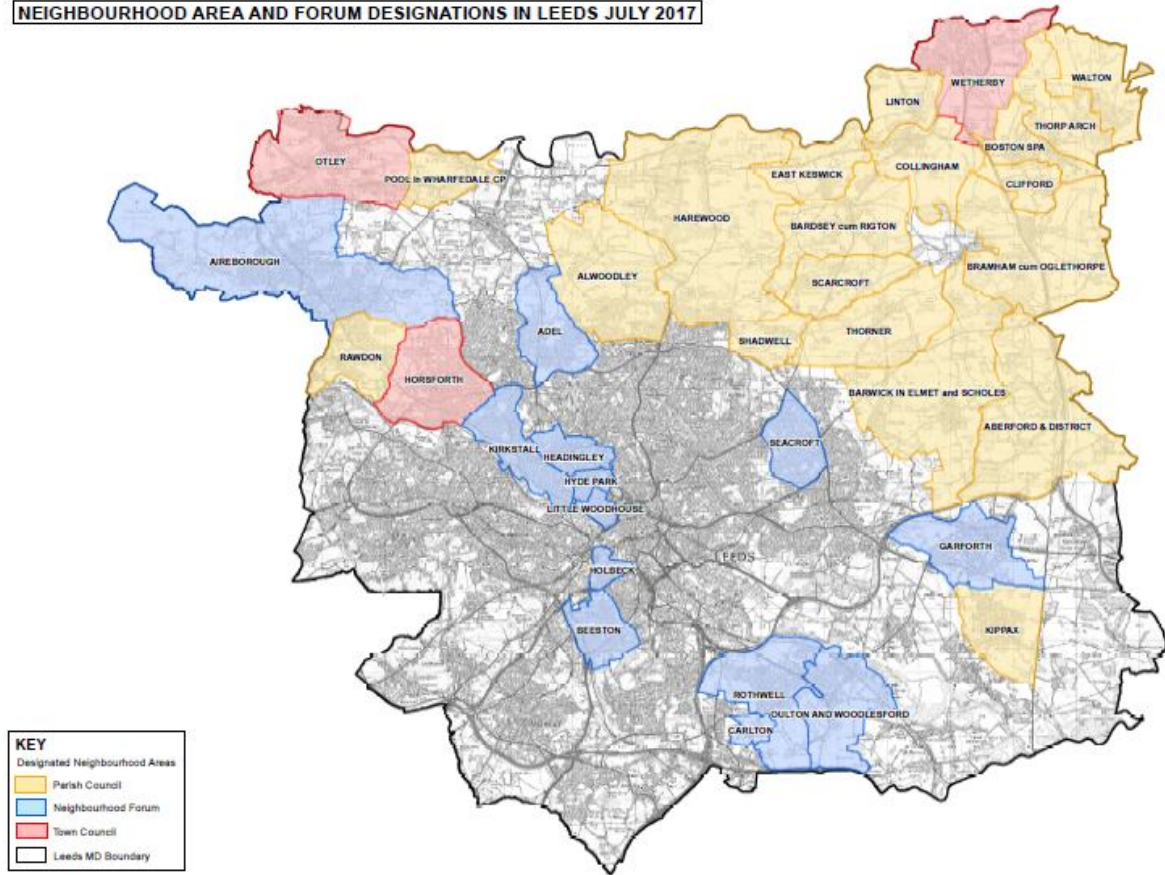 NEIGHBOURHOOD AREA AND FORUM DESIGNATIONS IN LEEDS JULY 2017
WETHERBY
WALTON
LINTON
THORP ARCH
BOSTON SPA
OTLEY
COLLINGHAM
POOL in WHARFEDALE CP
EAST KESWICK
CLIFFORD
HAREWOOD
BARDSEY cum RIGTON
AIREBOROUGH
ALWOODLEY
BRAMHAM cum OGLETHORPE
SCARCROFT
ADEL
THORNER
SHADWELL
RAWDON
HORSFORTH
BARWICK IN ELMET and SCHOLES
ABERFORD & DISTRICT
SEACROFT
KIRKSTALL
HEADINGLEY
HYDE PARK
LITTLE WOODHOUSE
GARFORTH
LEEDS
HOLBECK
BEESTON
KIPPAX
ROTHWELL
OULTON AND WOODLESFORD
CARLTON
KEY
Designated Neighbourhood Areas
Parish Council
Neighbourhood Forum
Town Council
Leeds MD Boundary